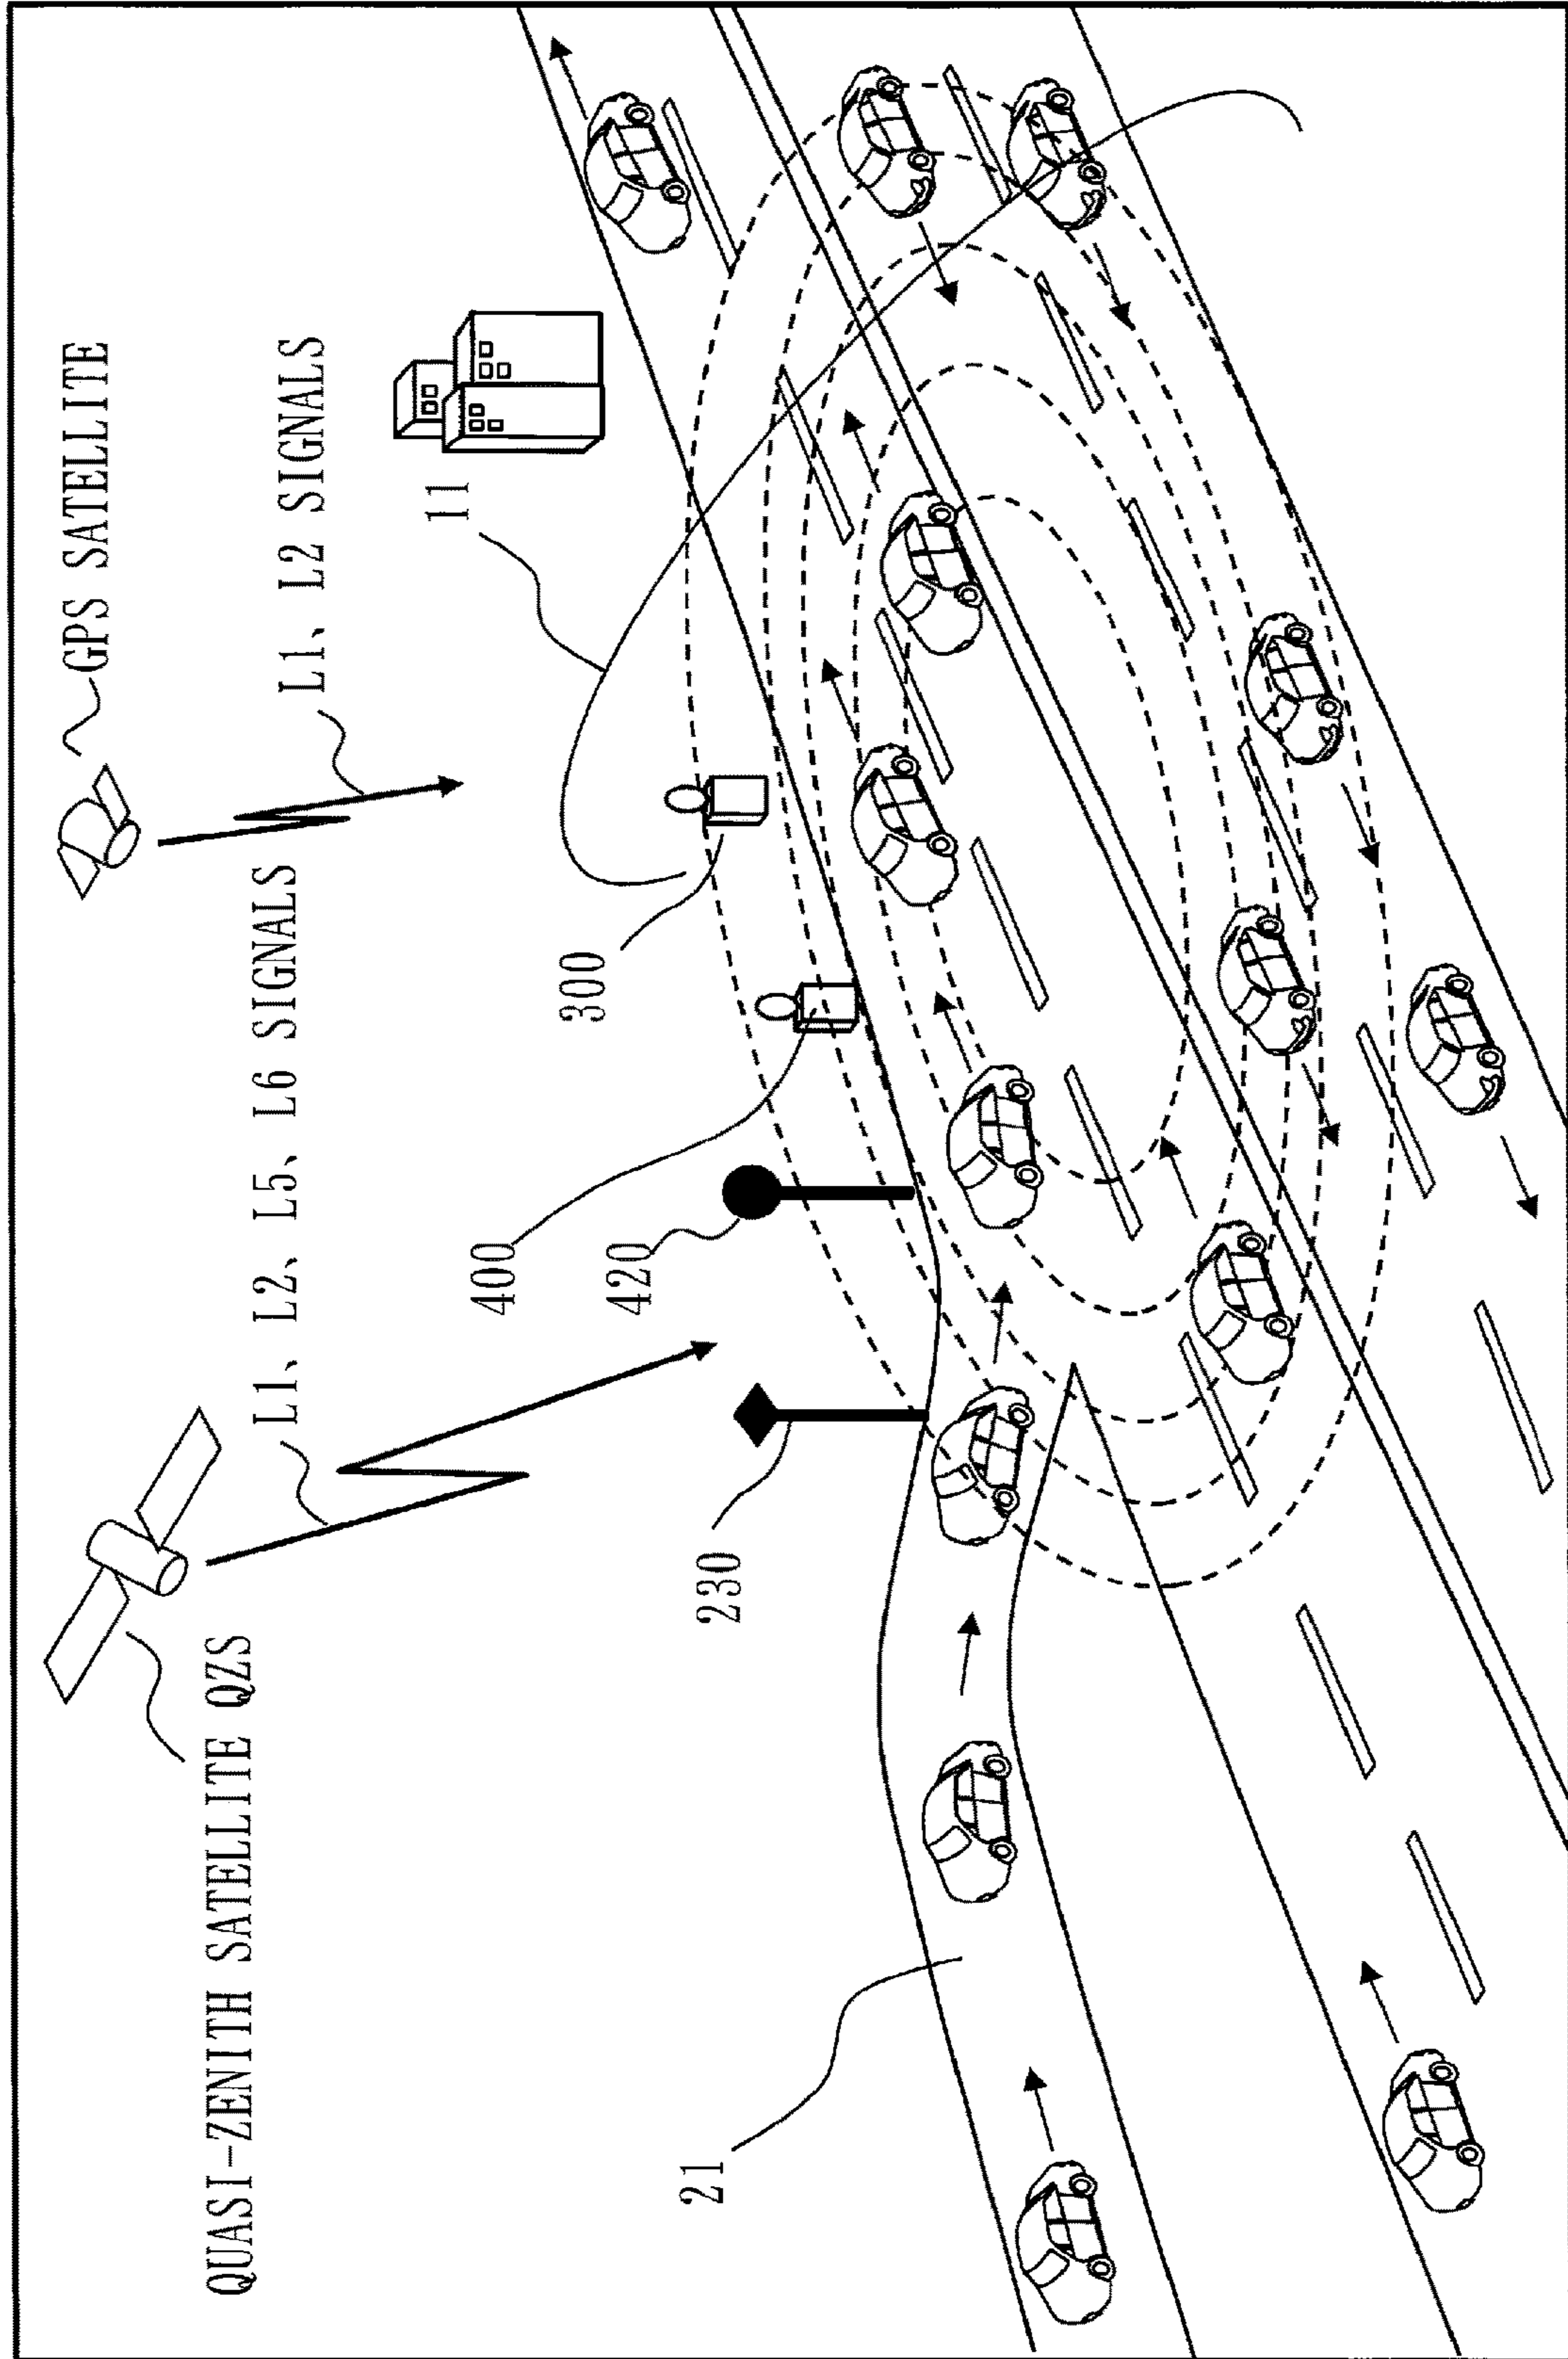 QUASI-ZENITH SATELLITE QZS
GPS SATELLITE
L1、L2、L5、L6 SIGNALS
L1、L2 SIGNALS
11
400
300
420
230
21